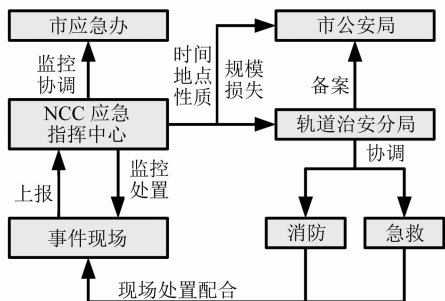 市应急办
市公安局
监控
协调
时间
地点
性质
规模
损失
备案
NCC 应急
指挥中心
轨道治安分局
上报
监控
处置
协调
事件现场
消防
急救
现场处置配合